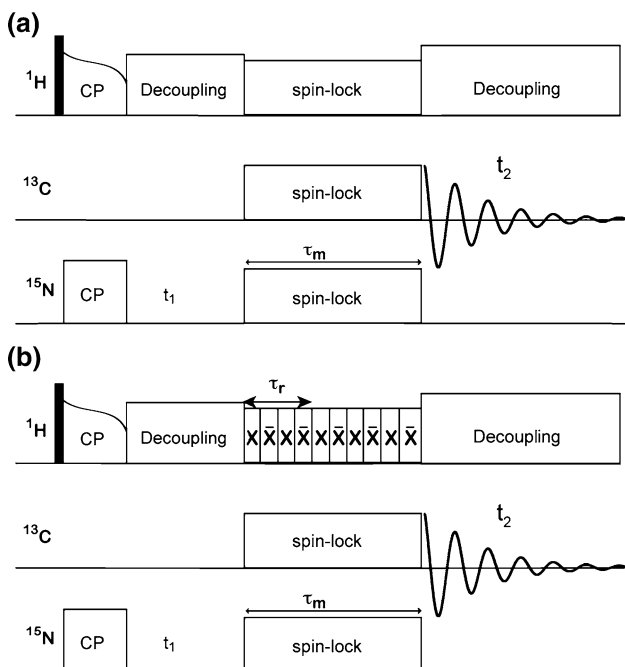 (a)
¹H
CP
Decoupling
spin-lock
Decoupling
¹³C
spin-lock
t₂
τₘ
¹⁵N
CP
t₁
spin-lock
(b)
τᵣ
¹H
CP
Decoupling
X X̄ X X̄ X X̄ X X̄ X X̄
Decoupling
¹³C
spin-lock
t₂
τₘ
¹⁵N
CP
t₁
spin-lock